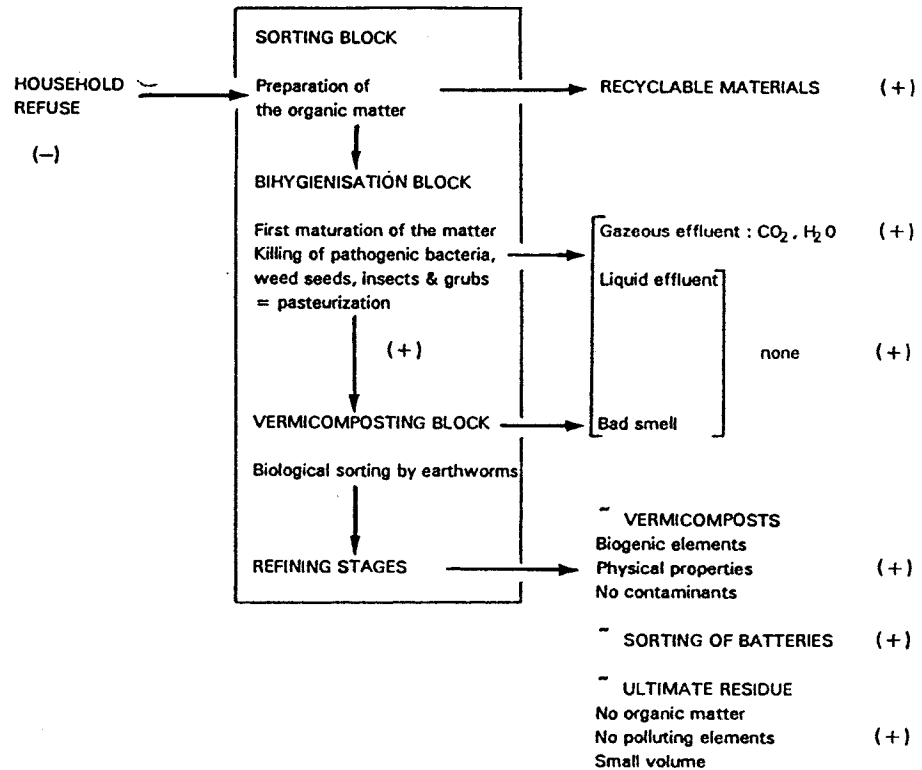 SORTING BLOCK
HOUSEHOLD
REFUSE
(−)
Preparation of
the organic matter
RECYCLABLE MATERIALS (+)
BIHYGIENISATION BLOCK
First maturation of the matter
Killing of pathogenic bacteria,
weed seeds, insects & grubs
= pasteurization
Gazeous effluent : CO₂ , H₂O (+)
Liquid effluent
(+)
none (+)
VERMICOMPOSTING BLOCK
Bad smell
Biological sorting by earthworms
REFINING STAGES
~ VERMICOMPOSTS
Biogenic elements
Physical properties (+)
No contaminants
~ SORTING OF BATTERIES (+)
~ ULTIMATE RESIDUE
No organic matter
No polluting elements (+)
Small volume